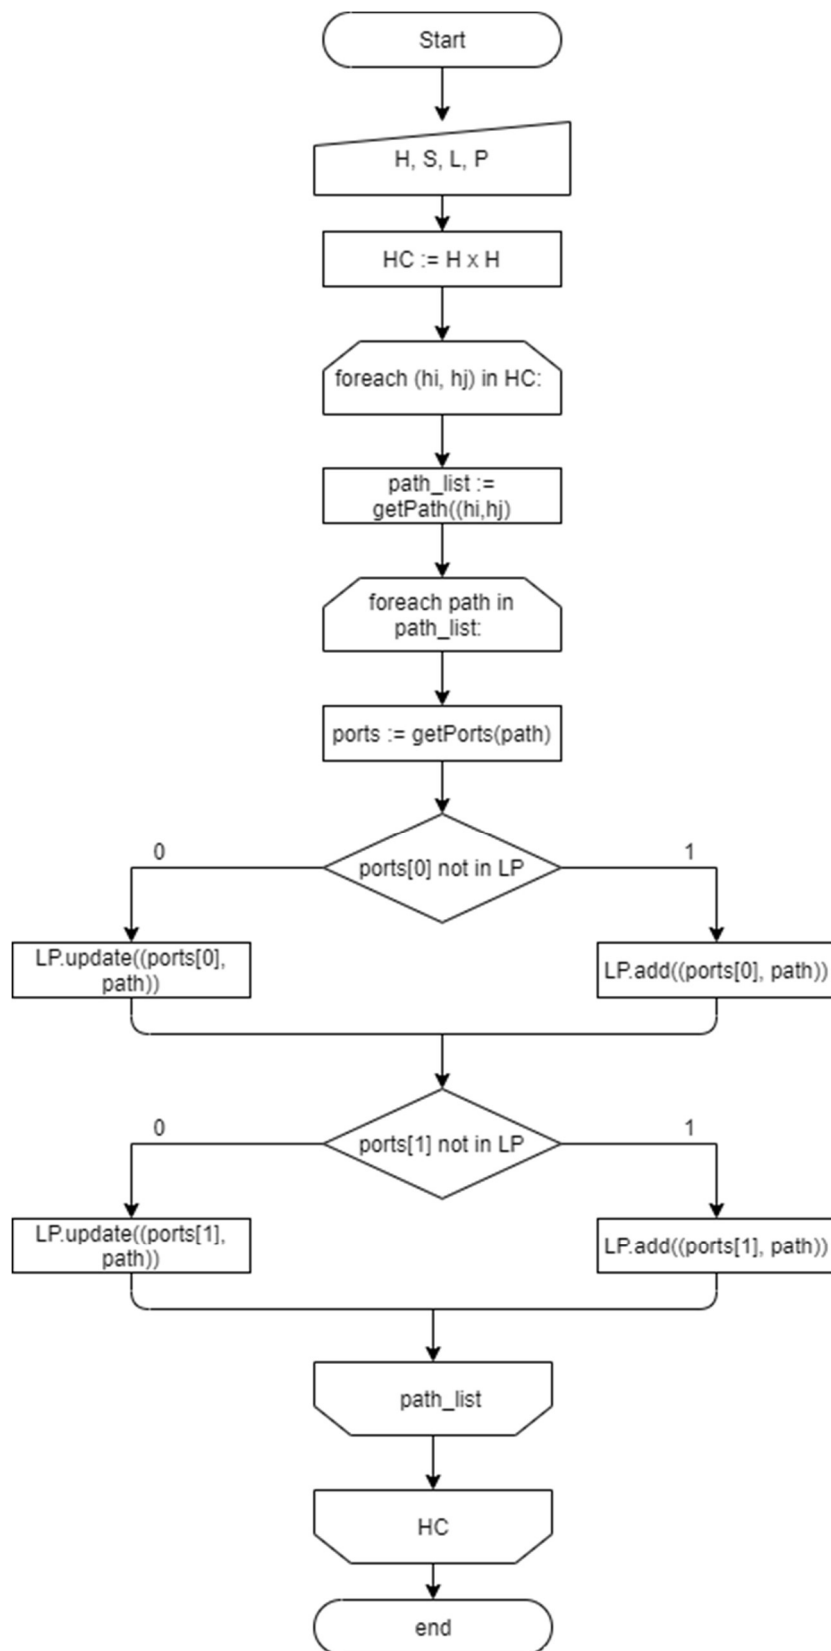 Start
H, S, L, P
HC := H x H
foreach (hi, hj) in HC:
path_list :=
getPath((hi,hj)
foreach path in
path_list:
ports := getPorts(path)
0
ports[0] not in LP
1
LP.update((ports[0],
path))
LP.add((ports[0], path))
0
ports[1] not in LP
1
LP.update((ports[1],
path))
LP.add((ports[1], path))
path_list
HC
end